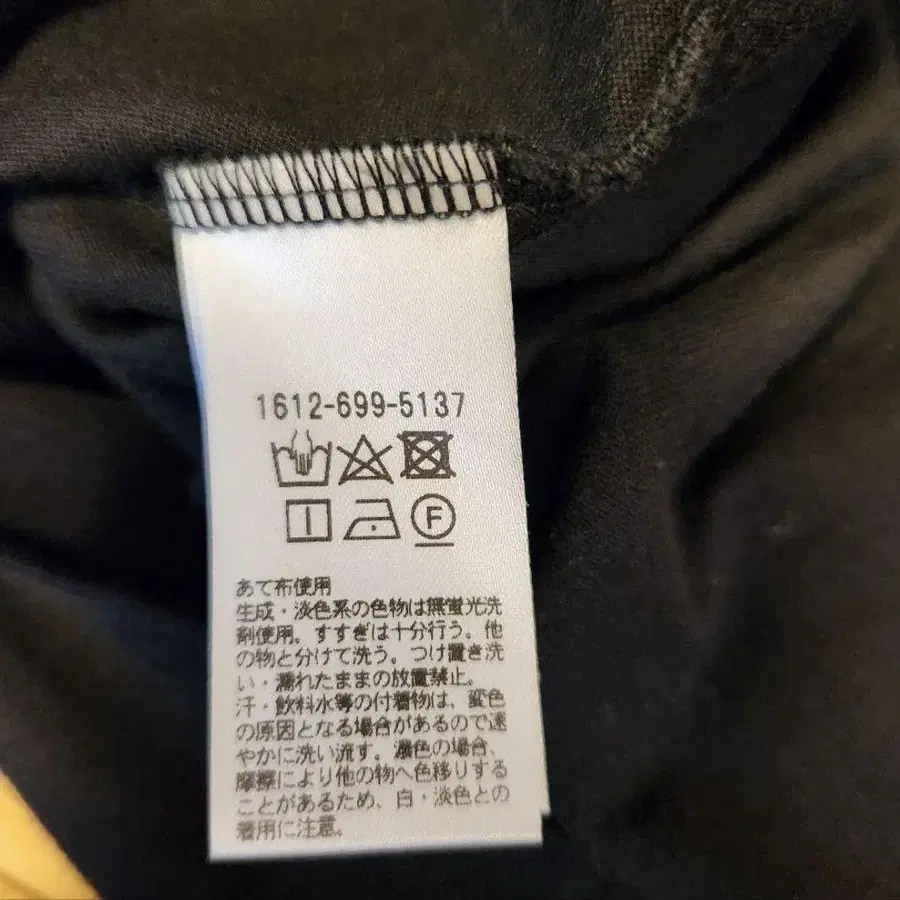 1612-699-5137
F
あて布使用
生成・淡色系の色物は無蛍光洗
剤使用。すすぎは十分行う。他
の物と分けて洗う。つけ置き洗
い・濡れたままの放置禁止。
汗・飲料水等の付着物は、変色
の原因となる場合があるので速
やかに洗い流す。濃色の場合、
摩擦により他の物へ色移りする
ことがあるため、白・淡色との
着用に注意。